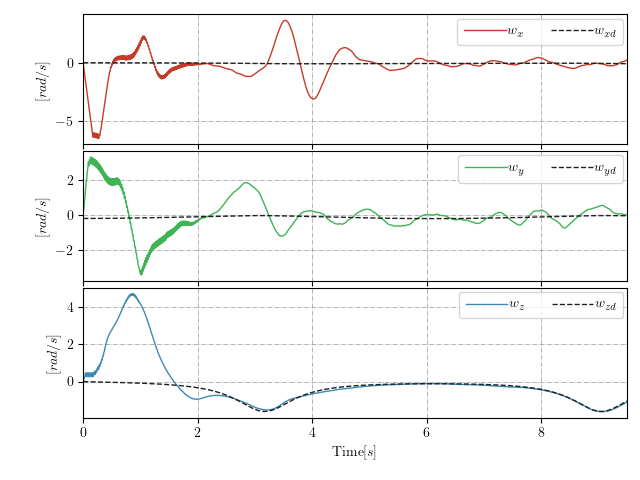 w_x w_xd
[rad/s]
0
−5
w_y w_yd
[rad/s]
2
0
−2
w_z w_zd
[rad/s]
4
2
0
0 2 4 6 8
Time[s]